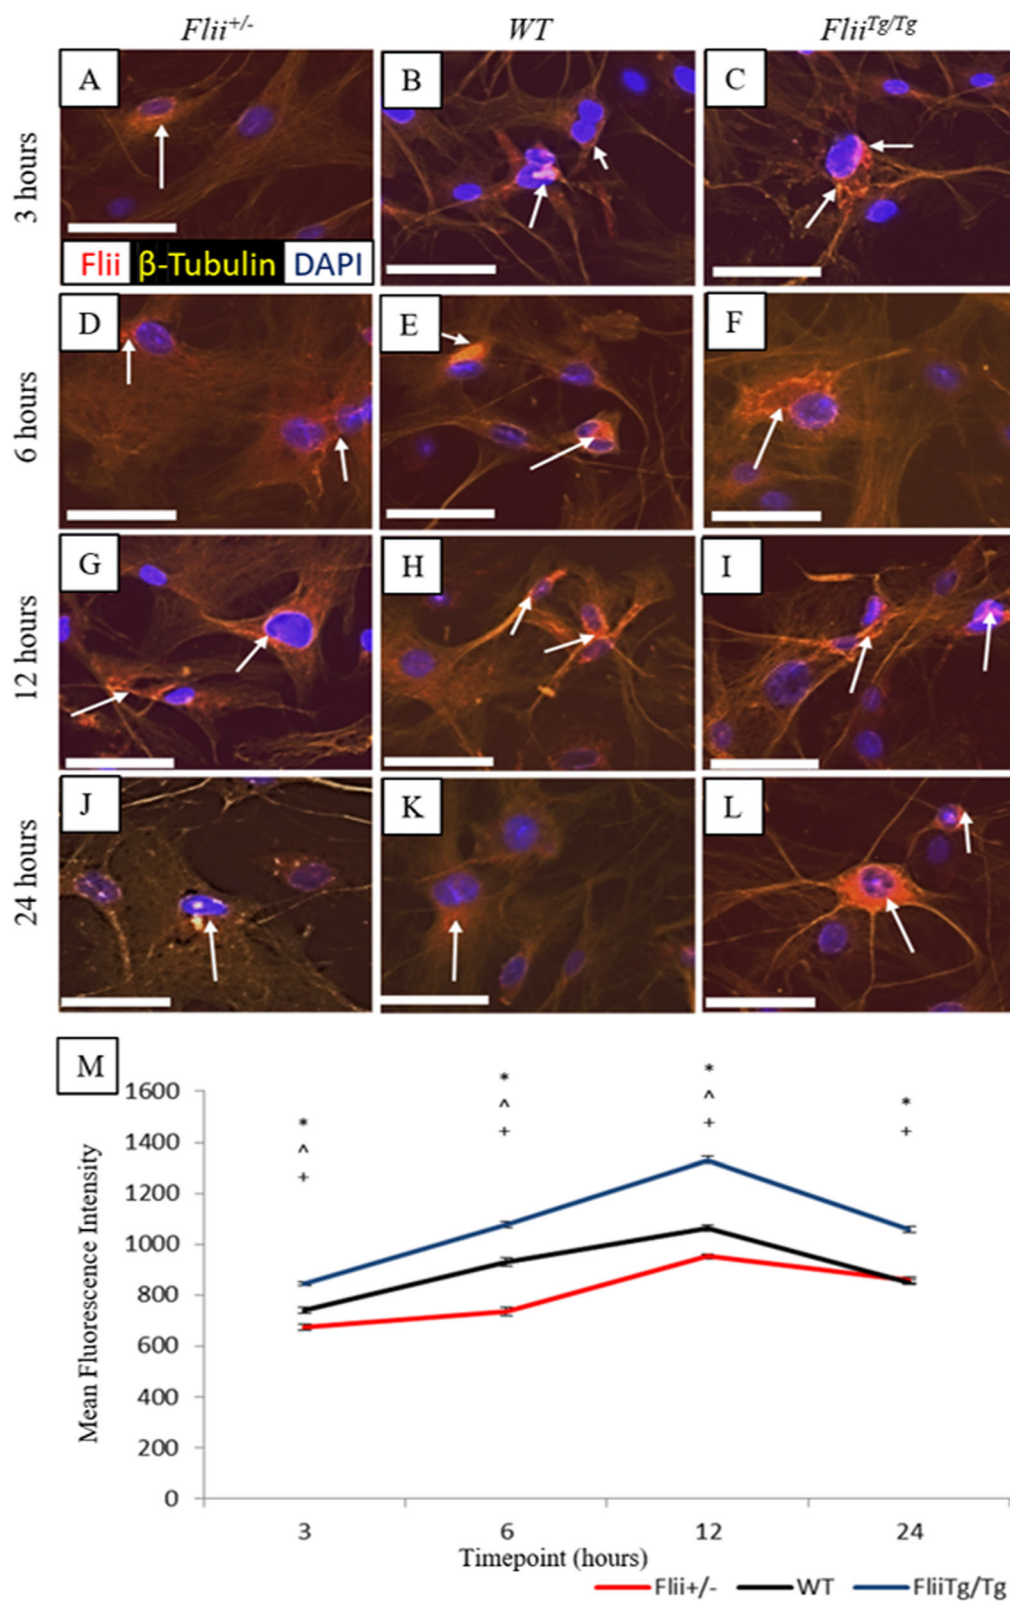 Flii+/- WT FliiTg/Tg
3 hours
A B C
Flii β-Tubulin DAPI
6 hours
D E F
12 hours
G H I
24 hours
J K L
M
Mean Fluorescence Intensity
1600
1400
1200
1000
800
600
400
200
0
* * * *
^ ^ ^
+ + + +
3 6 12 24
Timepoint (hours)
Flii+/- WT FliiTg/Tg